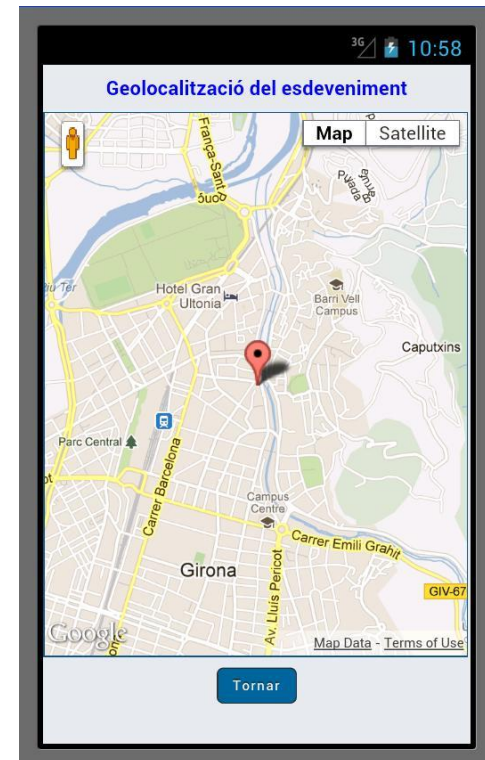 3G 10:58
Geolocalització del esdeveniment
Map Satellite
França-Sant Ponç
Pujada
Hotel Gran
Ultonia
Barri Vell
Campus
Caputxins
Parc Central
Carrer Barcelona
Campus
Centre
Carrer Emili Grahit
Girona
Av. Lluís Pericot
GIV-67
Google
Map Data - Terms of Use
Tornar